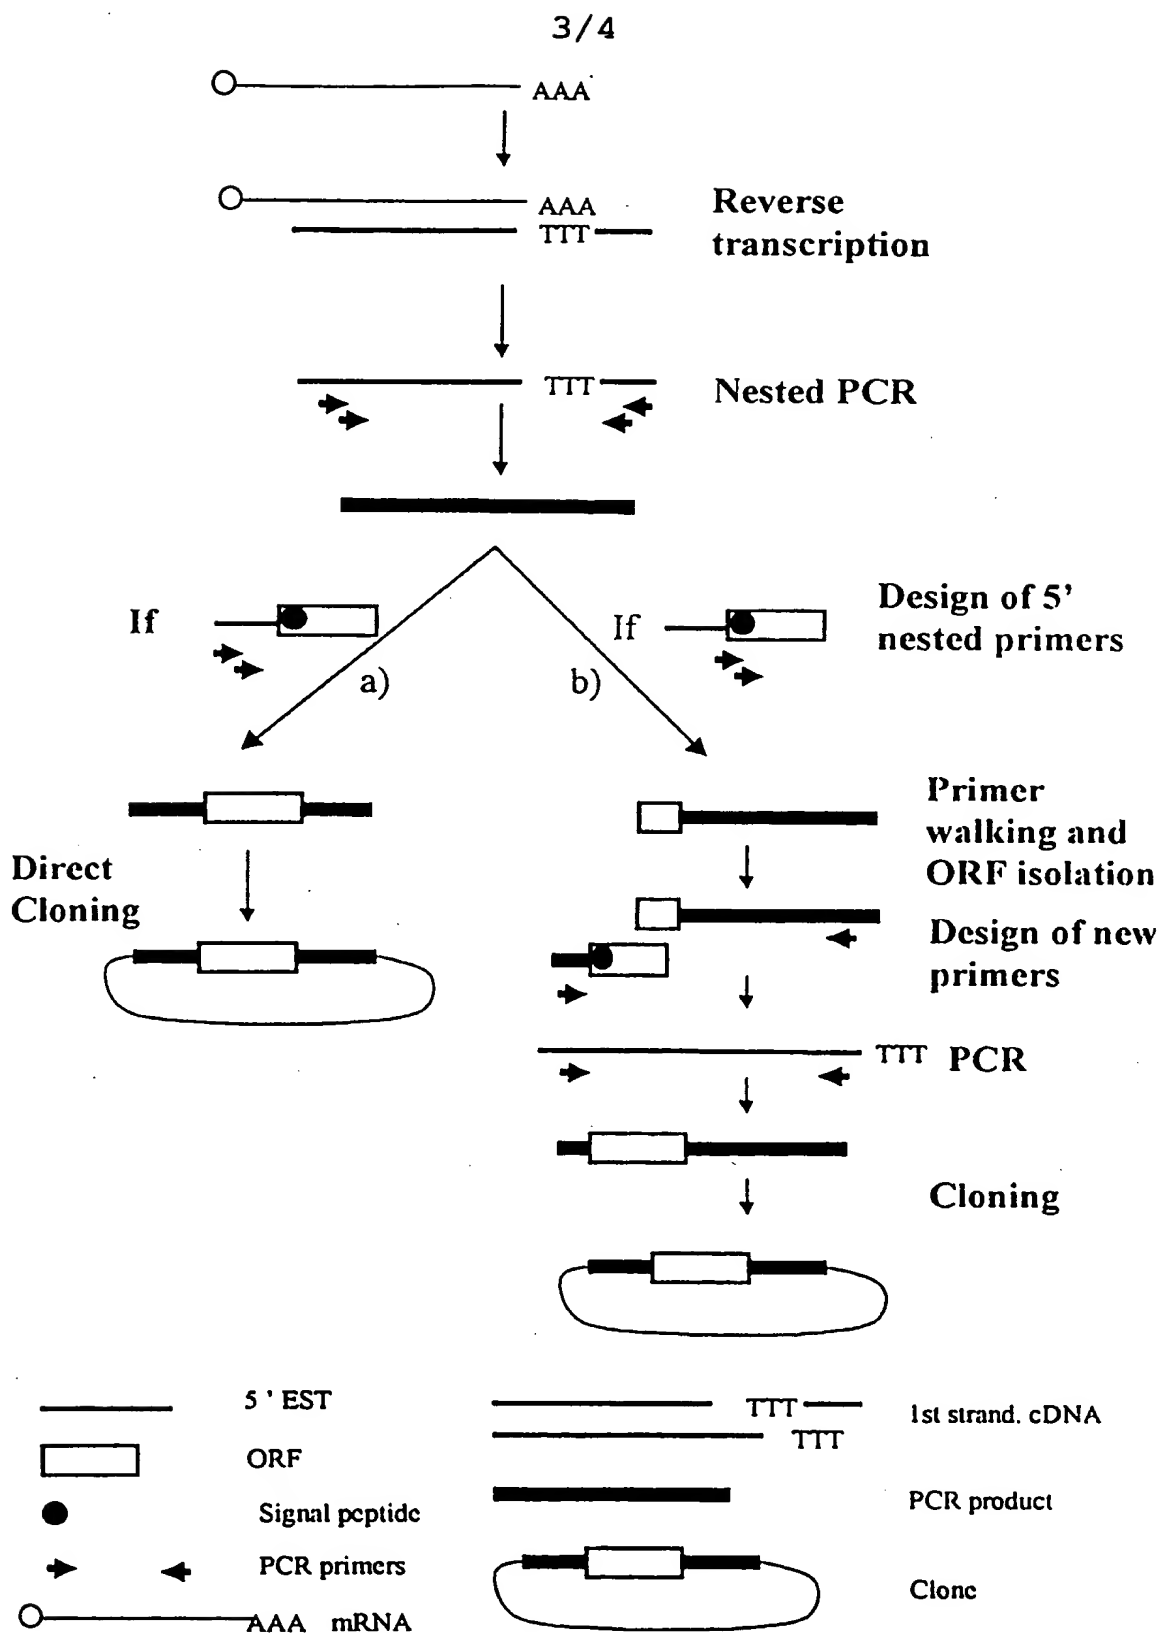 3/4
AAA
AAA
TTT
Reverse
transcription
TTT
Nested PCR
If
If
Design of 5'
nested primers
a)
b)
Direct
Cloning
Primer
walking and
ORF isolation
Design of new
primers
TTT
PCR
Cloning
5 ' EST
ORF
Signal peptide
PCR primers
AAA mRNA
TTT
TTT
1st strand. cDNA
PCR product
Clone